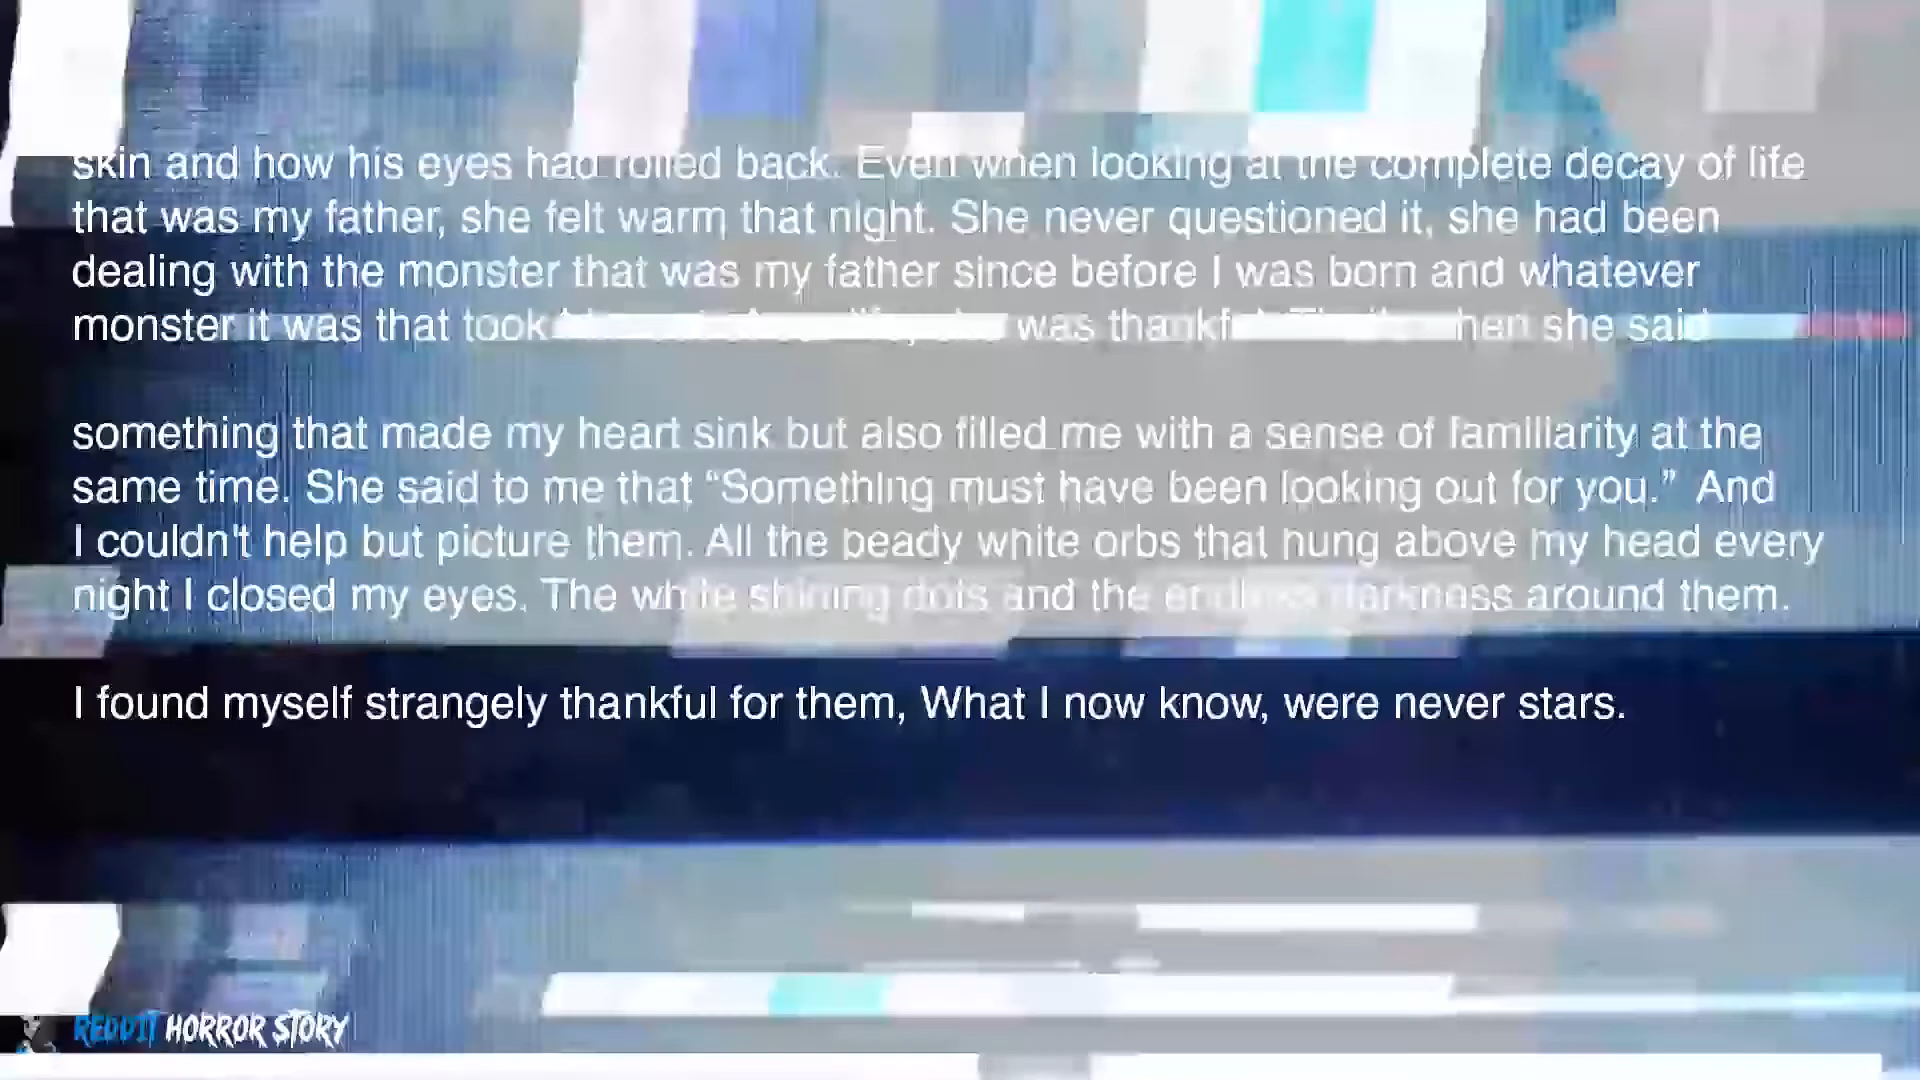 skin and how his eyes had rolled back. Even when looking at the complete decay of life
that was my father, she felt warm that night. She never questioned it, she had been
dealing with the monster that was my father since before I was born and whatever
monster it was that took was thankful. That's when she said
something that made my heart sink but also filled me with a sense of familiarity at the
same time. She said to me that “Something must have been looking out for you.” And
I couldn't help but picture them. All the beady white orbs that hung above my head every
night I closed my eyes. The white shining dots and the endless darkness around them.
I found myself strangely thankful for them, What I now know, were never stars.
REDDIT HORROR STORY